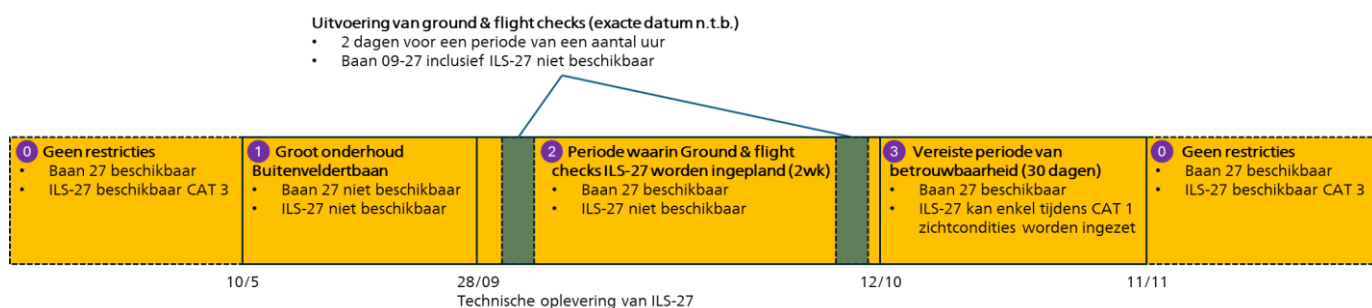 Uitvoering van ground & flight checks (exacte datum n.t.b.)
• 2 dagen voor een periode van een aantal uur
• Baan 09-27 inclusief ILS-27 niet beschikbaar
0 Geen restricties
• Baan 27 beschikbaar
• ILS-27 beschikbaar CAT 3
1 Groot onderhoud
Buitenveldertbaan
• Baan 27 niet beschikbaar
• ILS-27 niet beschikbaar
2 Periode waarin Ground & flight
checks ILS-27 worden ingepland (2wk)
• Baan 27 beschikbaar
• ILS-27 niet beschikbaar
3 Vereiste periode van
betrouwbaarheid (30 dagen)
• Baan 27 beschikbaar
• ILS-27 kan enkel tijdens CAT 1
zichtcondities worden ingezet
0 Geen restricties
• Baan 27 beschikbaar
• ILS-27 beschikbaar CAT 3
10/5
28/09
12/10
11/11
Technische oplevering van ILS-27